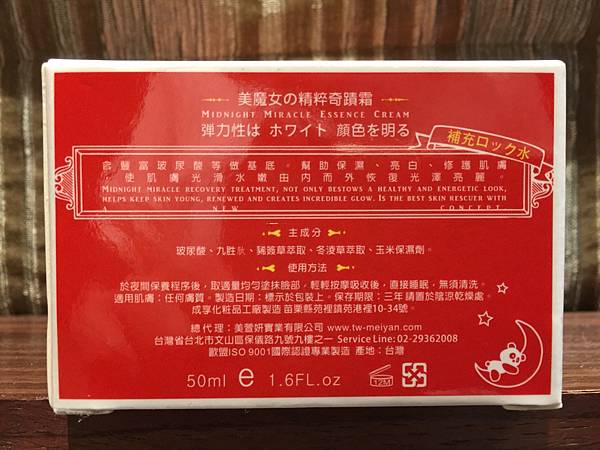 美魔女の精粹奇蹟霜
MIDNIGHT MIRACLE ESSENCE CREAM
弾力性は ホワイト 顔色を明る
補充ロック水
含豐富玻尿酸等做基底。幫助保濕、亮白、修護肌膚
使肌膚光滑水嫩由內而外恢復光澤亮麗。
MIDNIGHT MIRACLE RECOVERY TREATMENT, NOT ONLY BESTOWS A HEALTHY AND ENERGETIC LOOK,
HELPS KEEP SKIN YOUNG, RENEWED AND CREATES INCREDIBLE GLOW. IS THE BEST SKIN RESCUER WITH
A NEW CONCEPT.
主成分
玻尿酸、九胜肽、豨薟草萃取、冬淩草萃取、玉米保濕劑。
使用方法
於夜間保養程序後，取適量均勻塗抹臉部，輕輕按摩吸收後，直接睡眠，無須清洗。
適用肌膚：任何膚質。製造日期：標示於包裝上。保存期限：三年 請置於陰涼乾燥處。
成孚化粧品工廠製造 苗栗縣苑裡鎮苑港裡10-34號。
總代理：美萱妍實業有限公司 www.tw-meiyan.com
台灣省台北市文山區保儀路九號九樓之一 Service Line: 02-29362008
歐盟ISO 9001國際認證專業製造 產地：台灣
50ml e 1.6FL.oz
12M